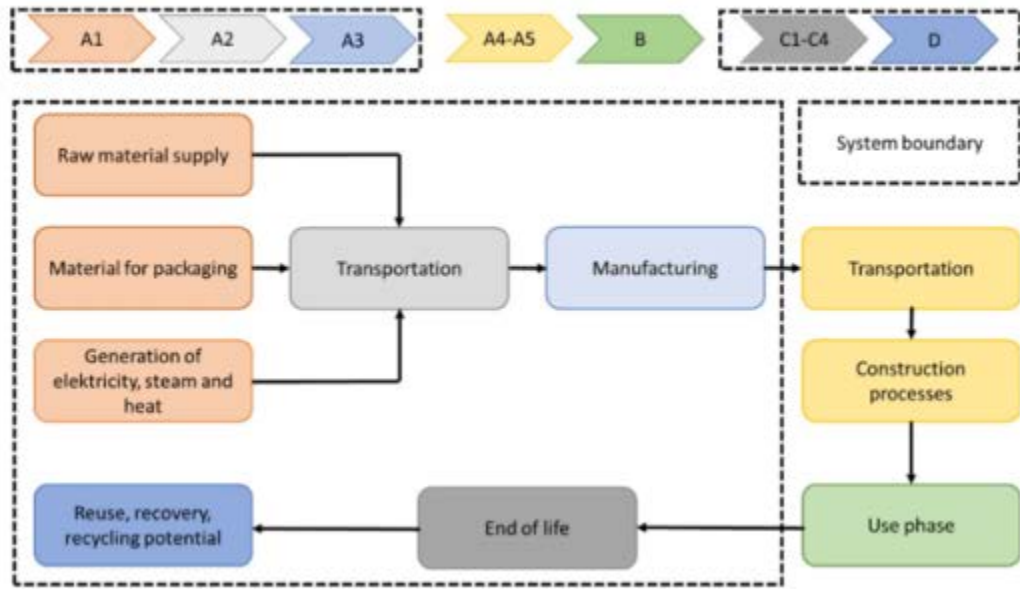 A1
A2
A3
A4-A5
B
C1-C4
D
Raw material supply
System boundary
Material for packaging
Transportation
Manufacturing
Transportation
Generation of
elektricity, steam and
heat
Construction
processes
Reuse, recovery,
recycling potential
End of life
Use phase